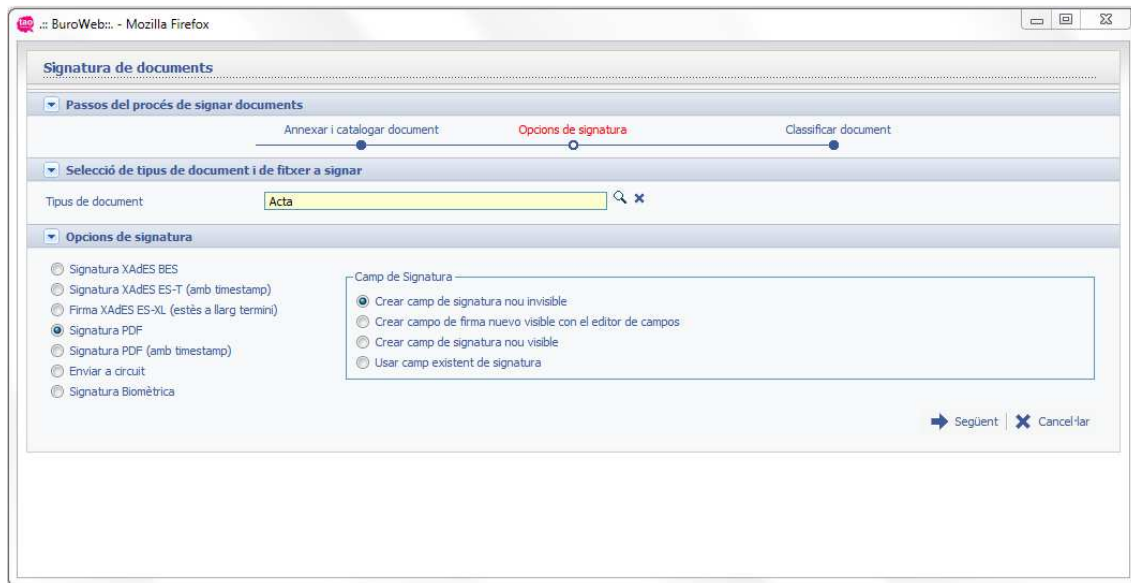 tao
.:: BuroWeb::. - Mozilla Firefox
Signatura de documents
Passos del procés de signar documents
Annexar i catalogar document
Opcions de signatura
Classificar document
Selecció de tipus de document i de fitxer a signar
Tipus de document
Acta
Opcions de signatura
Signatura XAdES BES
Signatura XAdES ES-T (amb timestamp)
Firma XAdES ES-XL (estès a llarg termini)
Signatura PDF
Signatura PDF (amb timestamp)
Enviar a circuit
Signatura Biomètrica
Camp de Signatura
Crear camp de signatura nou invisible
Crear campo de firma nuevo visible con el editor de campos
Crear camp de signatura nou visible
Usar camp existent de signatura
Següent
Cancel·lar